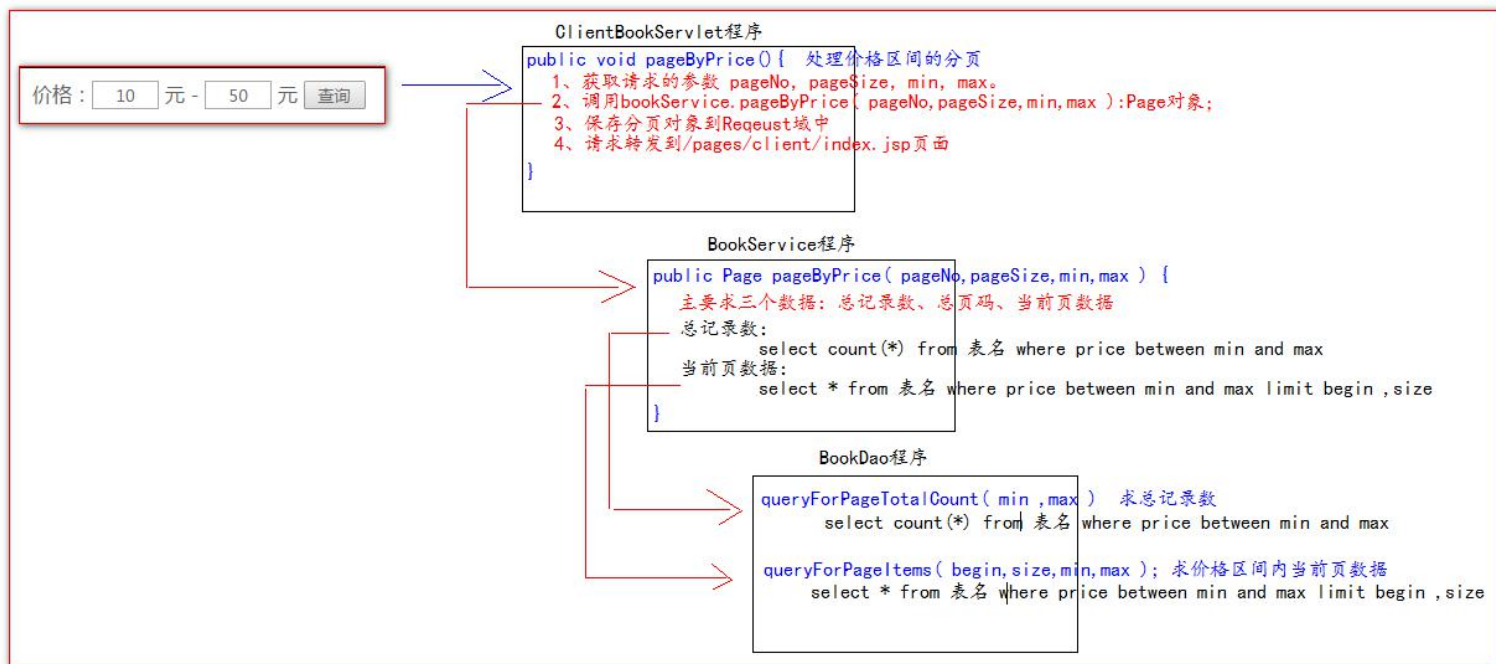 ClientBookServlet程序
public void pageByPrice(){ 处理价格区间的分页
价格：10 元 - 50 元 查询
1、获取请求的参数 pageNo, pageSize, min, max。
2、调用bookService.pageByPrice( pageNo,pageSize,min,max ):Page对象;
3、保存分页对象到Reqeust域中
4、请求转发到/pages/client/index.jsp页面
}
BookService程序
public Page pageByPrice( pageNo,pageSize,min,max ) {
主要求三个数据: 总记录数、总页码、当前页数据
总记录数:
select count(*) from 表名 where price between min and max
当前页数据:
select * from 表名 where price between min and max limit begin ,size
}
BookDao程序
queryForPageTotalCount( min ,max ) 求总记录数
select count(*) from 表名 where price between min and max
queryForPageItems( begin,size,min,max ); 求价格区间内当前页数据
select * from 表名 where price between min and max limit begin ,size